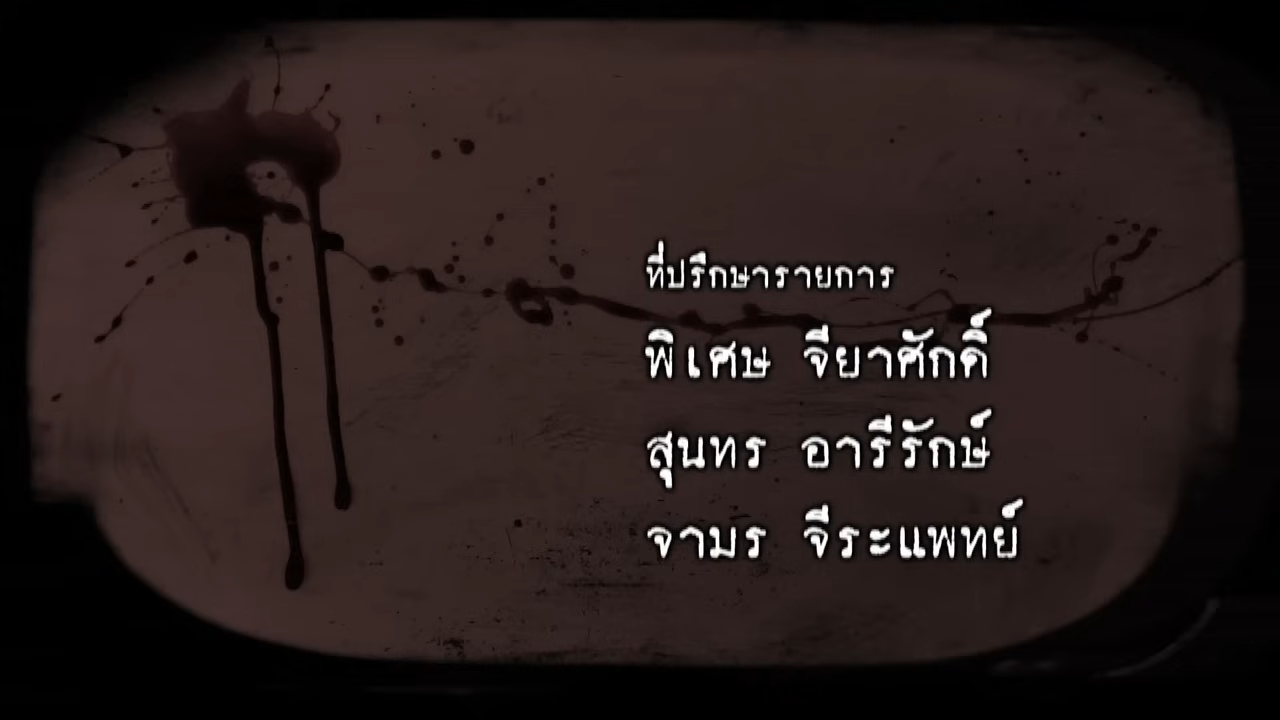 ที่ปรึกษารายการ
พิเศษ จียาศักดิ์
สุนทร อารีรักษ์
จามร จีระแพทย์